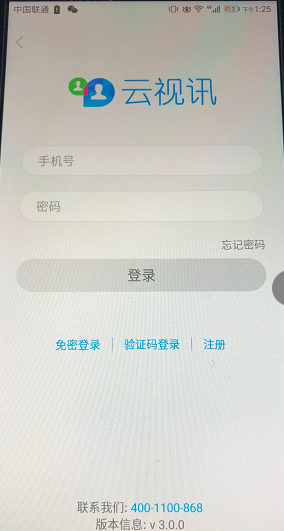 中国联通 下午1:25
云视讯
手机号
密码
忘记密码
登录
免密登录 验证码登录 注册
联系我们: 400-1100-868
版本信息: v 3.0.0